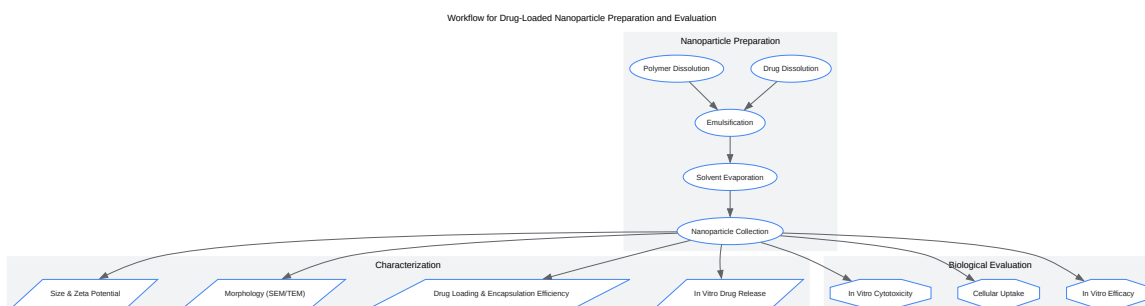 Workflow for Drug-Loaded Nanoparticle Preparation and Evaluation
Nanoparticle Preparation
Polymer Dissolution
Drug Dissolution
Emulsification
Solvent Evaporation
Nanoparticle Collection
Characterization
Biological Evaluation
Size & Zeta Potential
Morphology (SEM/TEM)
Drug Loading & Encapsulation Efficiency
In Vitro Drug Release
In Vitro Cytotoxicity
Cellular Uptake
In Vitro Efficacy